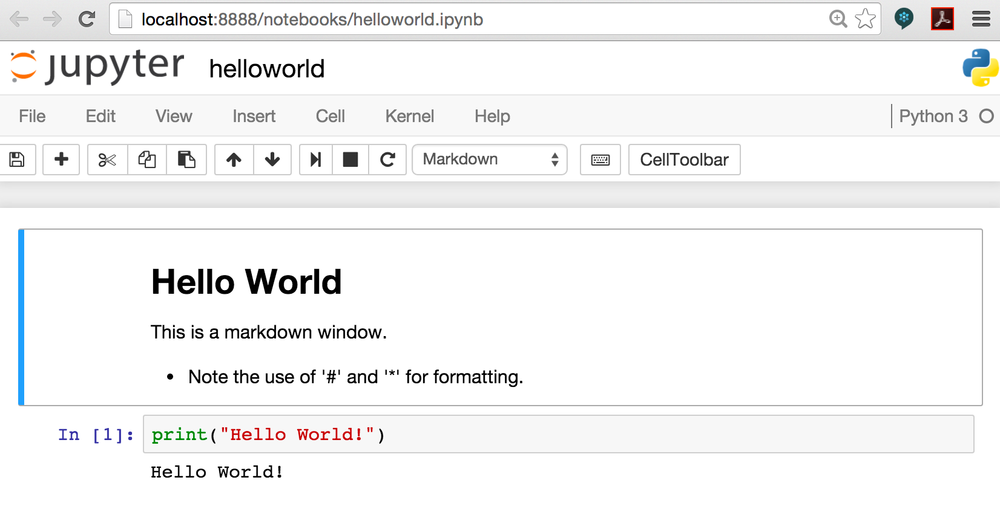 localhost:8888/notebooks/helloworld.ipynb
jupyter helloworld
File Edit View Insert Cell Kernel Help Python 3
Markdown CellToolbar
Hello World
This is a markdown window.
• Note the use of '#' and '*' for formatting.
In [1]: print("Hello World!")
Hello World!